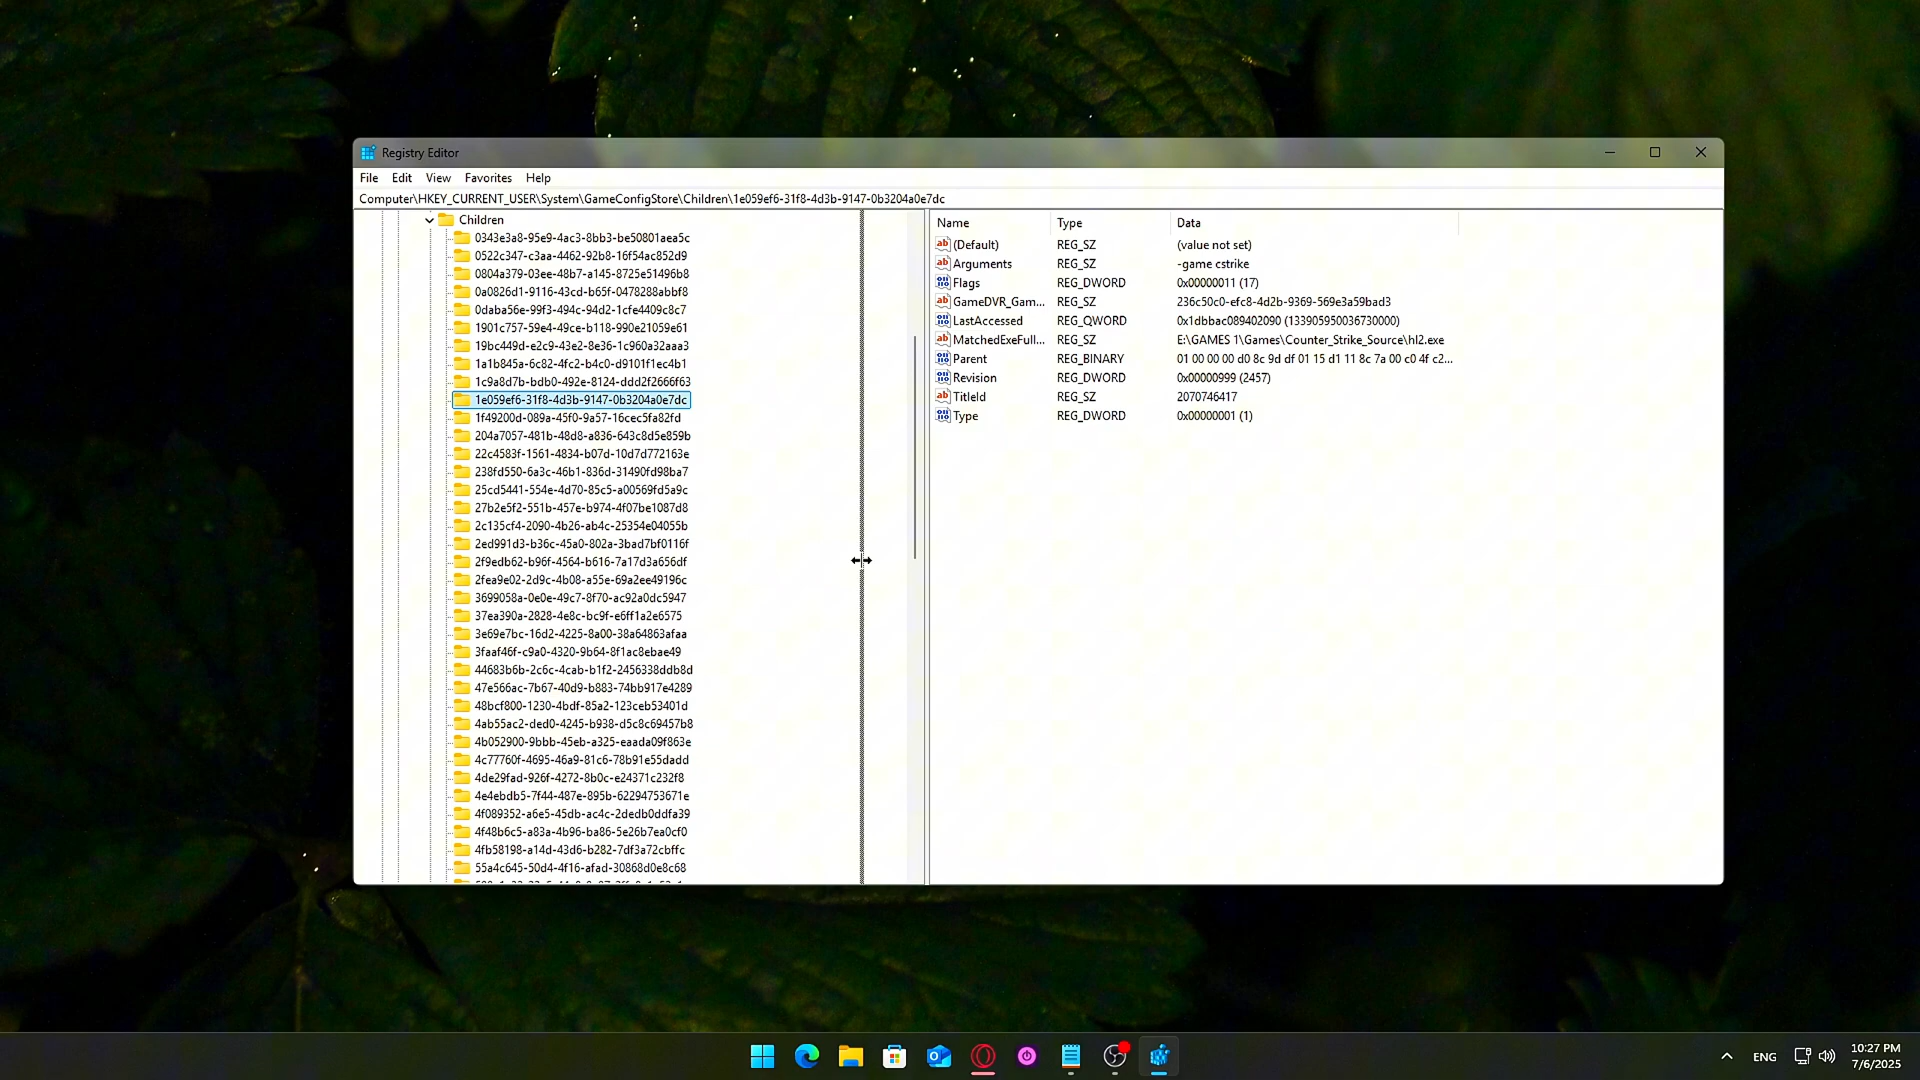 Registry Editor
File Edit View Favorites Help
Computer\HKEY_CURRENT_USER\System\GameConfigStore\Children\1e059ef6-31f8-4d3b-9147-0b3204a0e7dc
Children
0343e3a8-95e9-4ac3-8bb3-be50801aea5c
0522c347-c3aa-4462-92b8-16f54ac852d9
0804a379-03ee-48b7-a145-8725e51496b8
0a0826d1-9116-43cd-b65f-0478288abbf8
0daba56e-99f3-494c-94d2-1cfe4409c8c7
1901c757-59e4-49ce-b118-990e21059e61
19bc449d-e2c9-43e2-8e36-1c960a32aaa3
1a1b845a-6c82-4fc2-b4c0-d9101f1ec4b1
1c9a8d7b-bdb0-492e-8124-ddd2f2666f63
1e059ef6-31f8-4d3b-9147-0b3204a0e7dc
1f49200d-089a-45f0-9a57-16cec5fa82fd
204a7057-481b-48d8-a836-643c8d5e859b
22c4583f-1561-4834-b07d-10d7d772163e
238fd550-6a3c-46b1-836d-31490fd98ba7
25cd5441-554e-4d70-85c5-a00569fd5a9c
27b2e5f2-551b-457e-b974-4f07be1087d8
2c135cf4-2090-4b26-ab4c-25354e04055b
2ed991d3-b36c-45a0-802a-3bad7bf0116f
2f9edb62-b96f-4564-b616-7a17d3a656df
2fea9e02-2d9c-4b08-a55e-69a2ee49196c
3699058a-0e0e-49c7-8f70-ac92a0dc5947
37ea390a-2828-4e8c-bc9f-e6ff1a2e6575
3e69e7bc-16d2-4225-8a00-38a64863afaa
3faaf46f-c9a0-4320-9b64-8f1ac8ebae49
44683b6b-2c6c-4cab-b1f2-2456338ddb8d
47e566ac-7b67-40d9-b883-74bb917e4289
48bcf800-1230-4bdf-85a2-123ceb53401d
4ab55ac2-ded0-4245-b938-d5c8c69457b8
4b052900-9bbb-45eb-a325-eaada09f863e
4c77760f-4695-46a9-81c6-78b91e55dadd
4de29fad-926f-4272-8b0c-e24371c232f8
4e4ebdb5-7f44-487e-895b-62294753671e
4f089352-a6e5-45db-ac4c-2dedb0ddfa39
4f48b6c5-a83a-4b96-ba86-5e26b7ea0cf0
4fb58198-a14d-43d6-b282-7df3a72cbffc
55a4c645-50d4-4f16-afad-30868d0e8c68
Name Type Data
(Default) REG_SZ (value not set)
Arguments REG_SZ -game cstrike
Flags REG_DWORD 0x00000011 (17)
GameDVR_Gam... REG_SZ 236c50c0-efc8-4d2b-9369-569e3a59bad3
LastAccessed REG_QWORD 0x1dbbac089402090 (133905950036730000)
MatchedExeFull... REG_SZ E:\GAMES 1\Games\Counter_Strike_Source\hl2.exe
Parent REG_BINARY 01 00 00 00 d0 8c 9d df 01 15 d1 11 8c 7a 00 c0 4f c2...
Revision REG_DWORD 0x00000999 (2457)
TitleId REG_SZ 2070746417
Type REG_DWORD 0x00000001 (1)
ENG
10:27 PM
7/6/2025